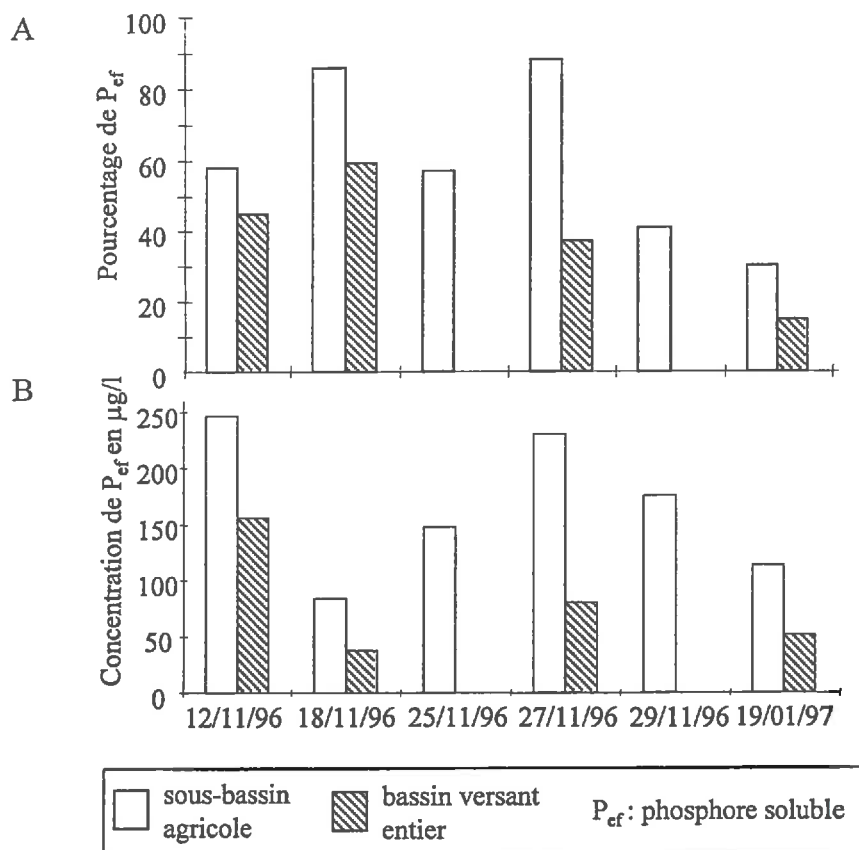 A
Pourcentage de Pef
100
80
60
40
20
0
B
Concentration de Pef en µg/l
250
200
150
100
50
0
12/11/96 18/11/96 25/11/96 27/11/96 29/11/96 19/01/97
sous-bassin agricole
bassin versant entier
Pef : phosphore soluble